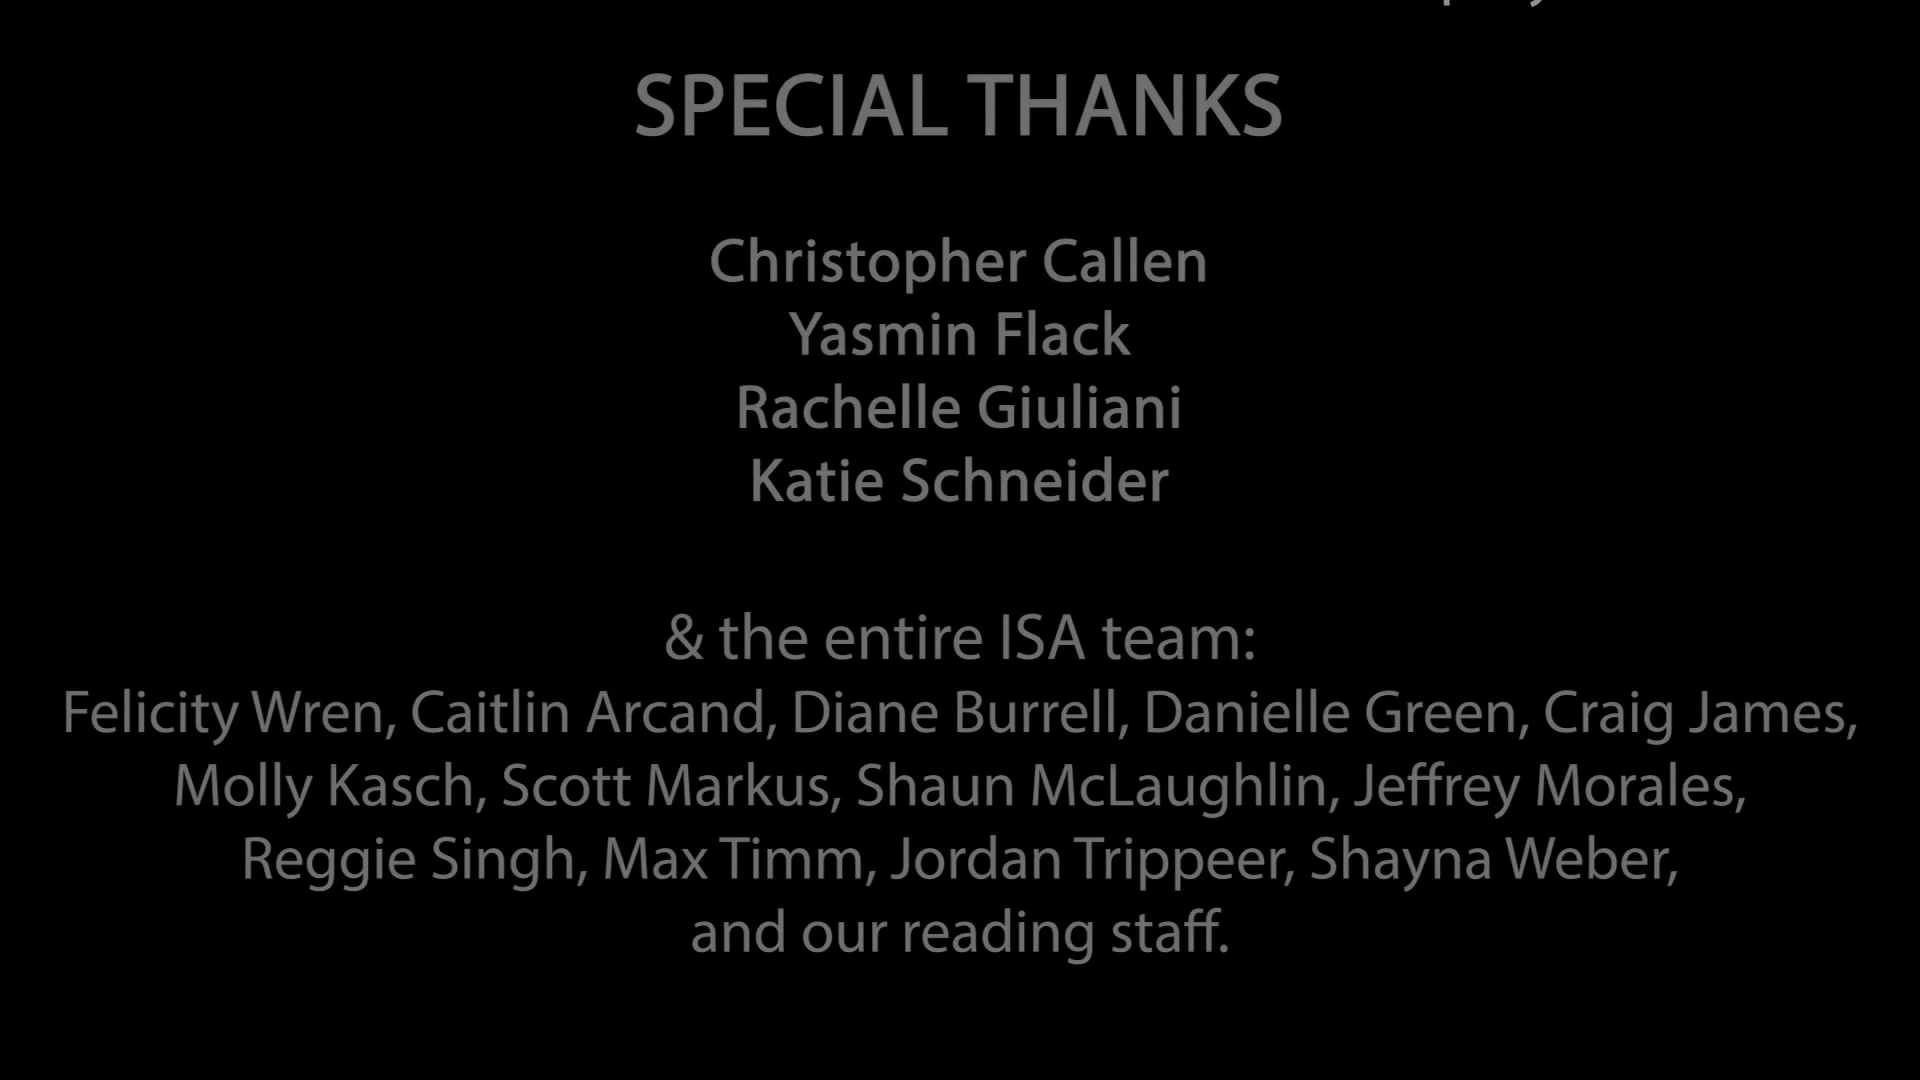 SPECIAL THANKS
Christopher Callen
Yasmin Flack
Rachelle Giuliani
Katie Schneider
& the entire ISA team:
Felicity Wren, Caitlin Arcand, Diane Burrell, Danielle Green, Craig James,
Molly Kasch, Scott Markus, Shaun McLaughlin, Jeffrey Morales,
Reggie Singh, Max Timm, Jordan Trippeer, Shayna Weber,
and our reading staff.